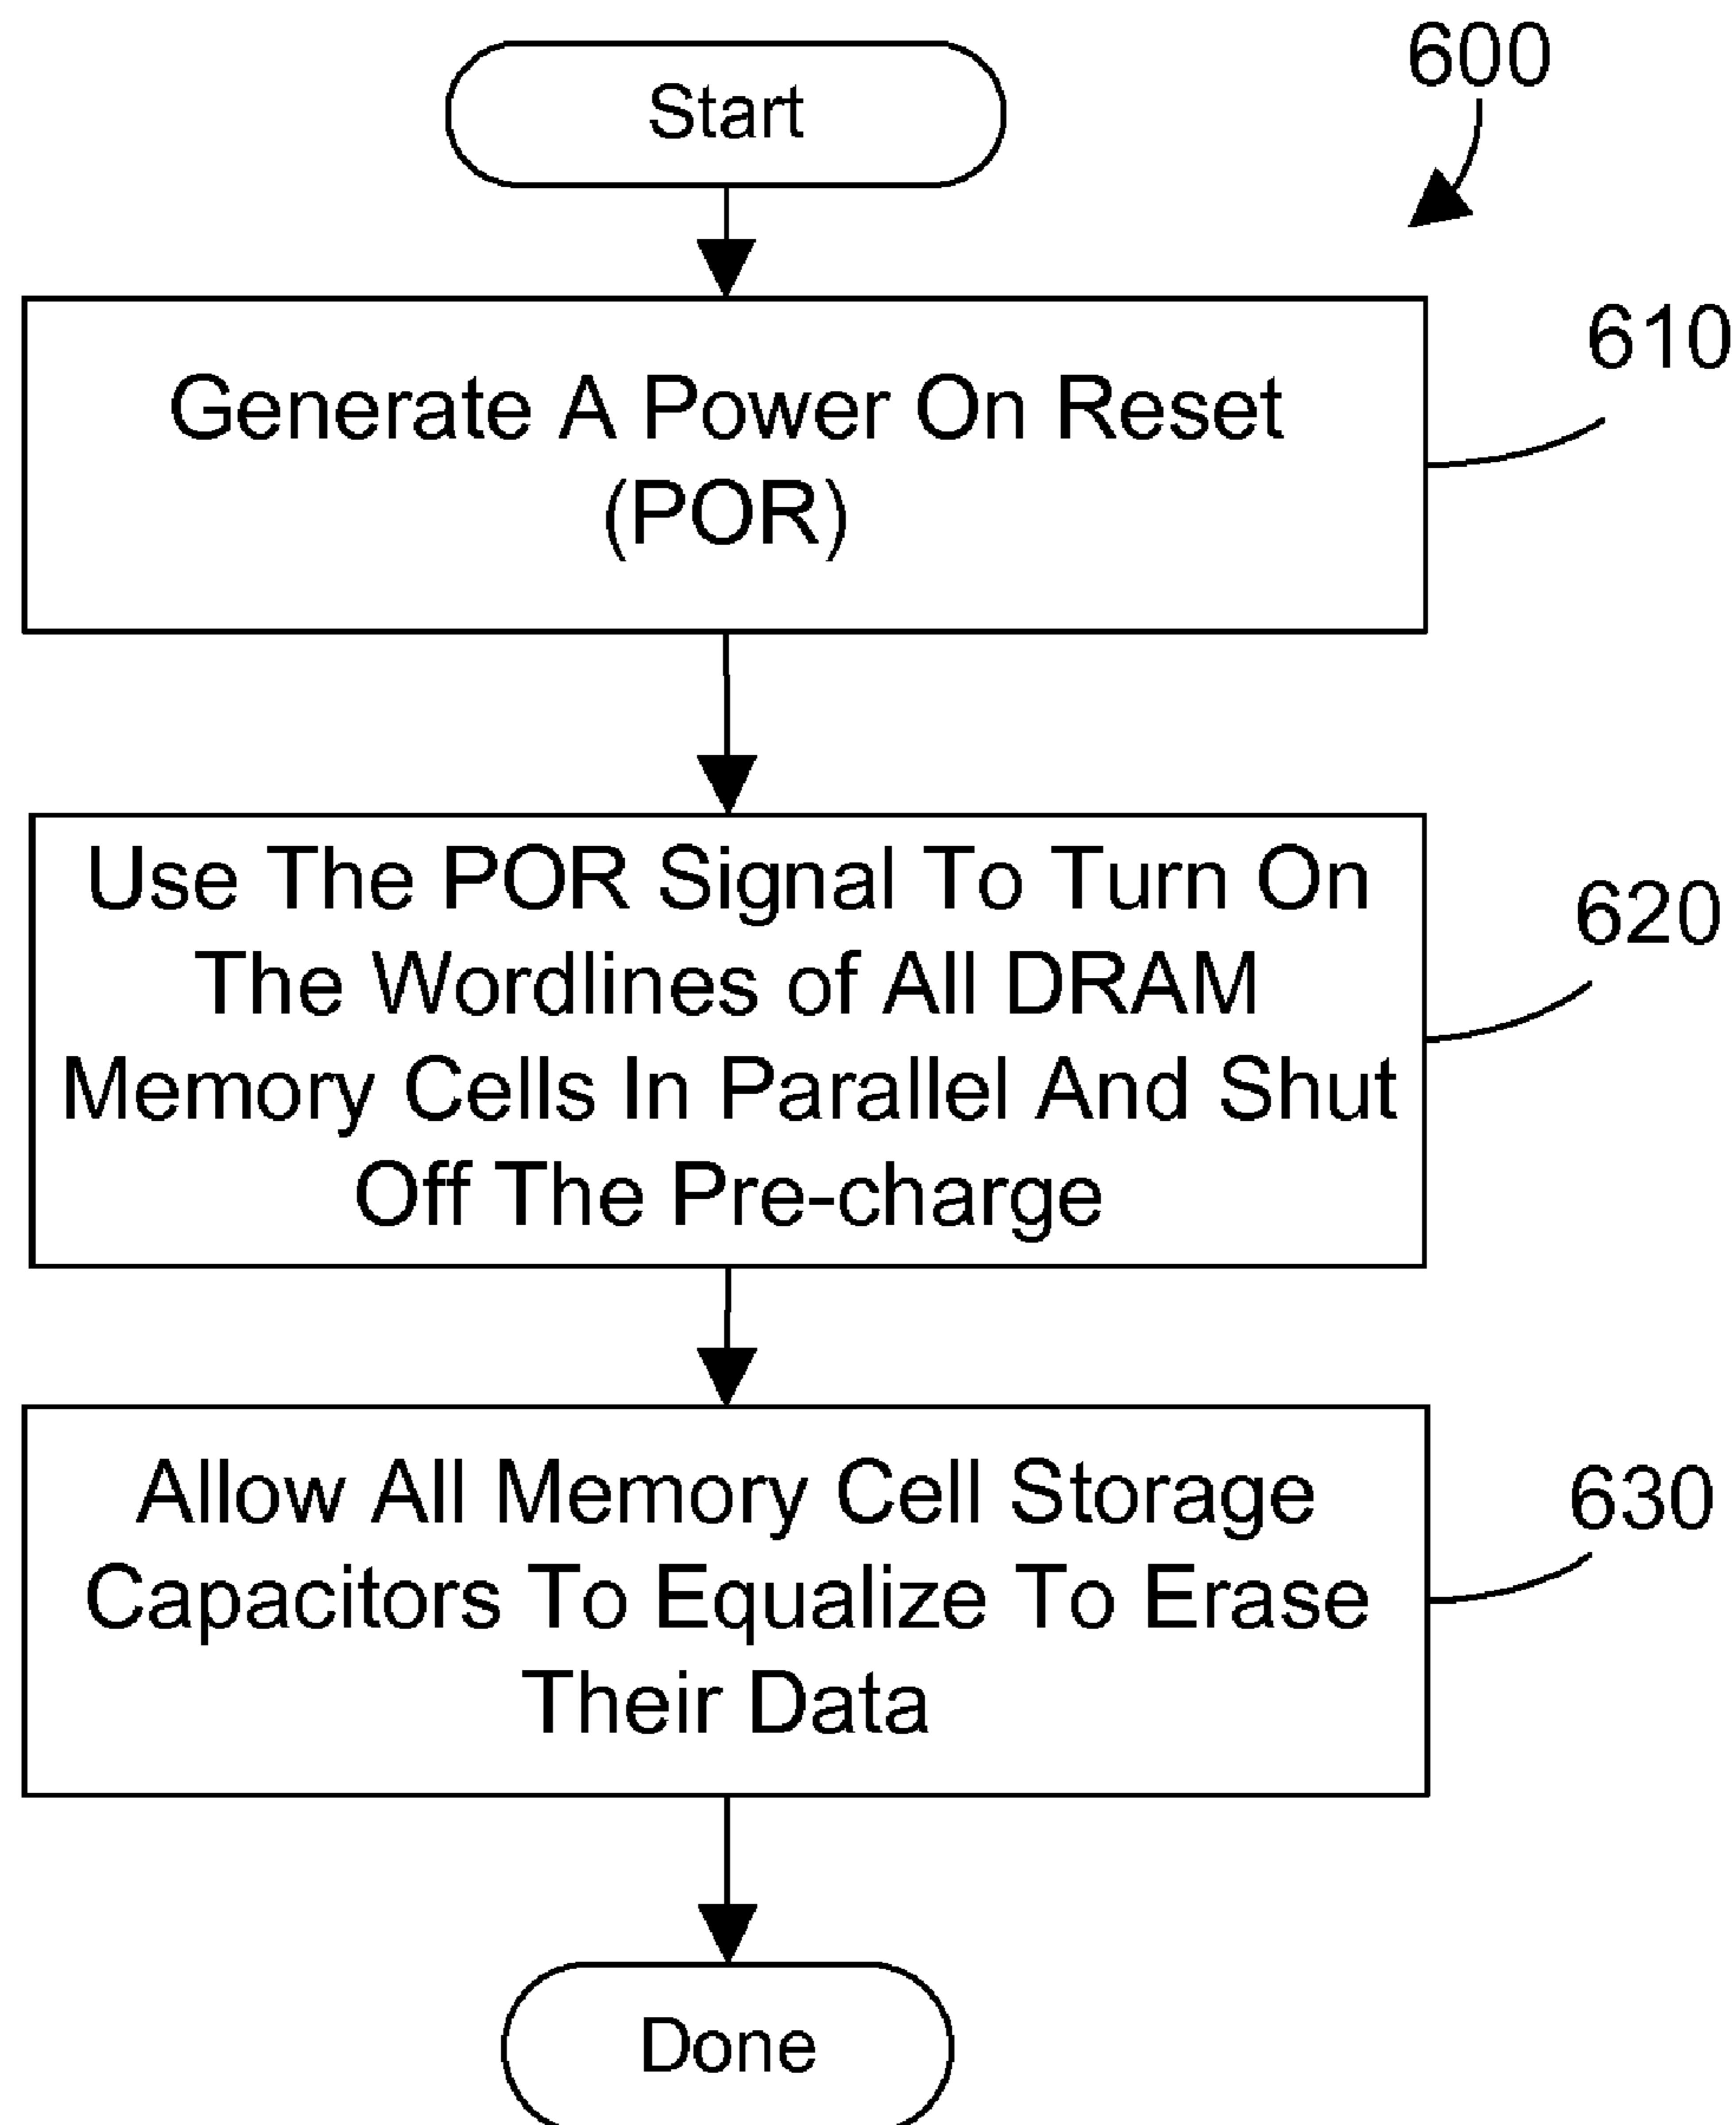 600
Start
610
Generate A Power On Reset
(POR)
620
Use The POR Signal To Turn On
The Wordlines of All DRAM
Memory Cells In Parallel And Shut
Off The Pre-charge
630
Allow All Memory Cell Storage
Capacitors To Equalize To Erase
Their Data
Done